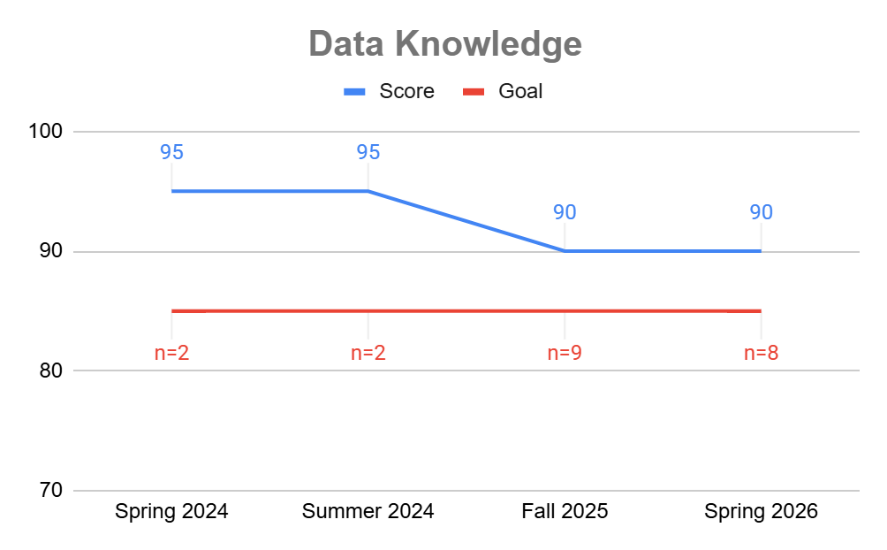 Data Knowledge
Score Goal
100
95 95
90 90
90
n=2 n=2 n=9 n=8
80
70
Spring 2024 Summer 2024 Fall 2025 Spring 2026